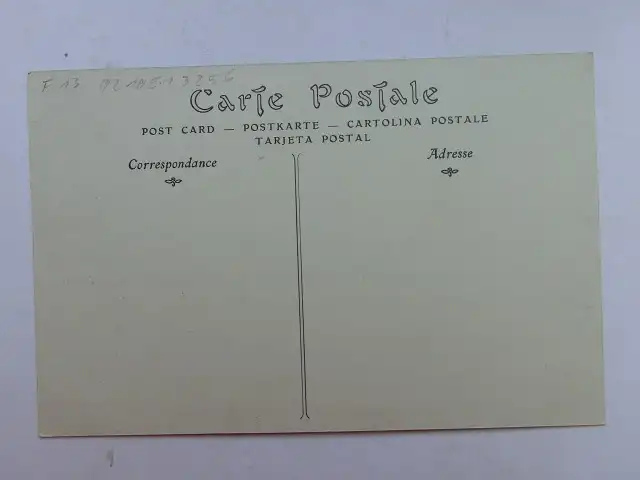 F 13
Carte Postale
POST CARD — POSTKARTE — CARTOLINA POSTALE
TARJETA POSTAL
Correspondance
Adresse